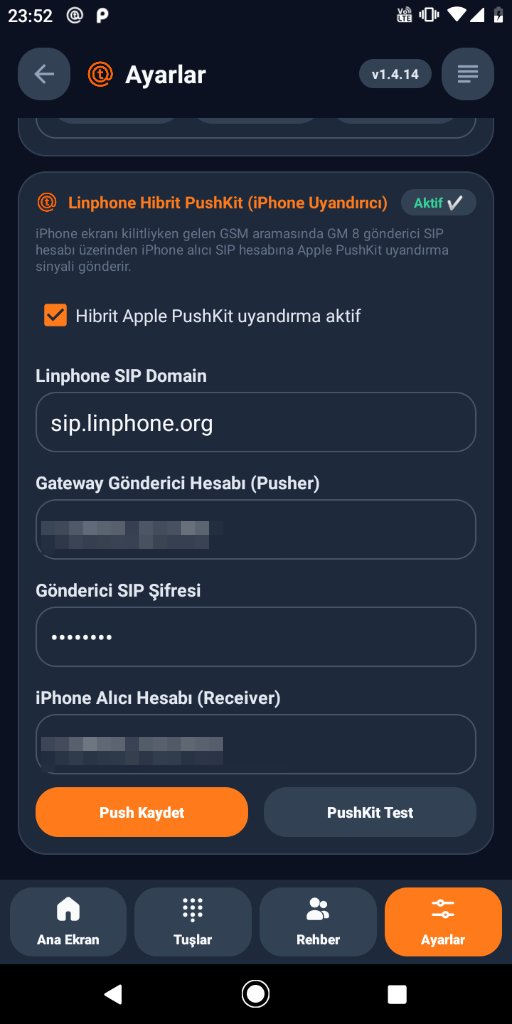 23:52
Vo LTE
Ayarlar
v1.4.14
Linphone Hibrit PushKit (iPhone Uyandırıcı)
Aktif ✓
iPhone ekranı kilitliyken gelen GSM aramasında GM 8 gönderici SIP
hesabı üzerinden iPhone alıcı SIP hesabına Apple PushKit uyandırma
sinyali gönderir.
Hibrit Apple PushKit uyandırma aktif
Linphone SIP Domain
sip.linphone.org
Gateway Gönderici Hesabı (Pusher)
Gönderici SIP Şifresi
••••••••
iPhone Alıcı Hesabı (Receiver)
Push Kaydet
PushKit Test
Ana Ekran
Tuşlar
Rehber
Ayarlar